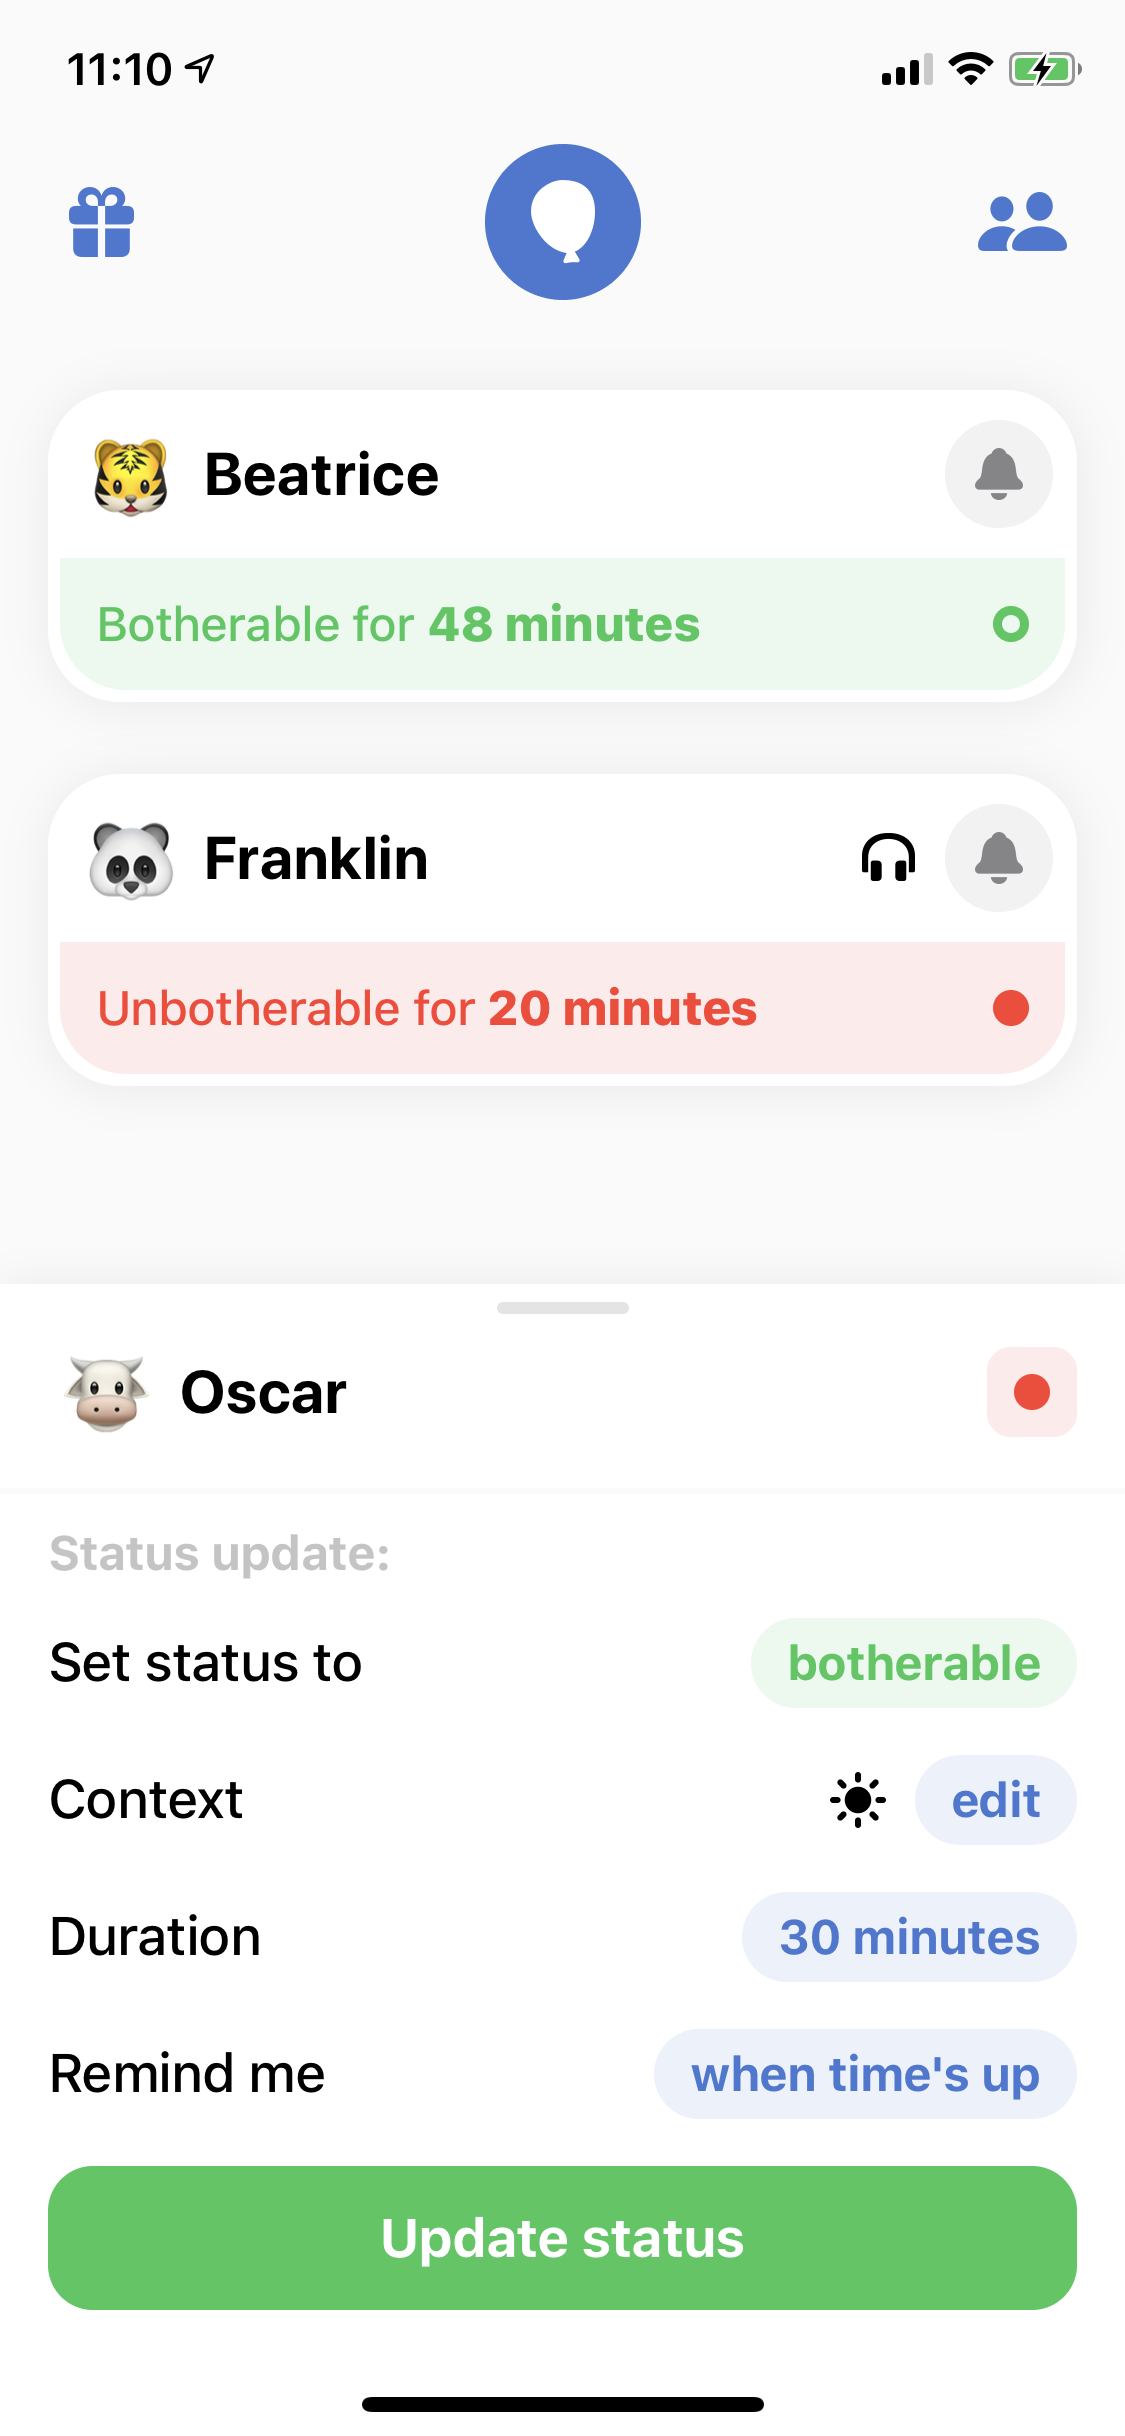 11:10
Beatrice
Botherable for 48 minutes
Franklin
Unbotherable for 20 minutes
Oscar
Status update:
Set status to botherable
Context edit
Duration 30 minutes
Remind me when time's up
Update status